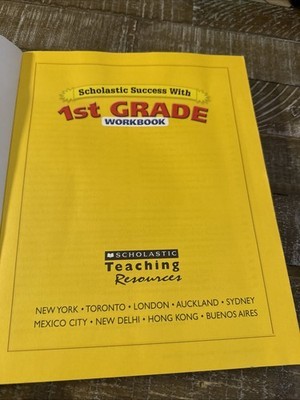 Scholastic Success With
1st GRADE
WORKBOOK
SCHOLASTIC
Teaching
Resources
NEW YORK • TORONTO • LONDON • AUCKLAND • SYDNEY
MEXICO CITY • NEW DELHI • HONG KONG • BUENOS AIRES